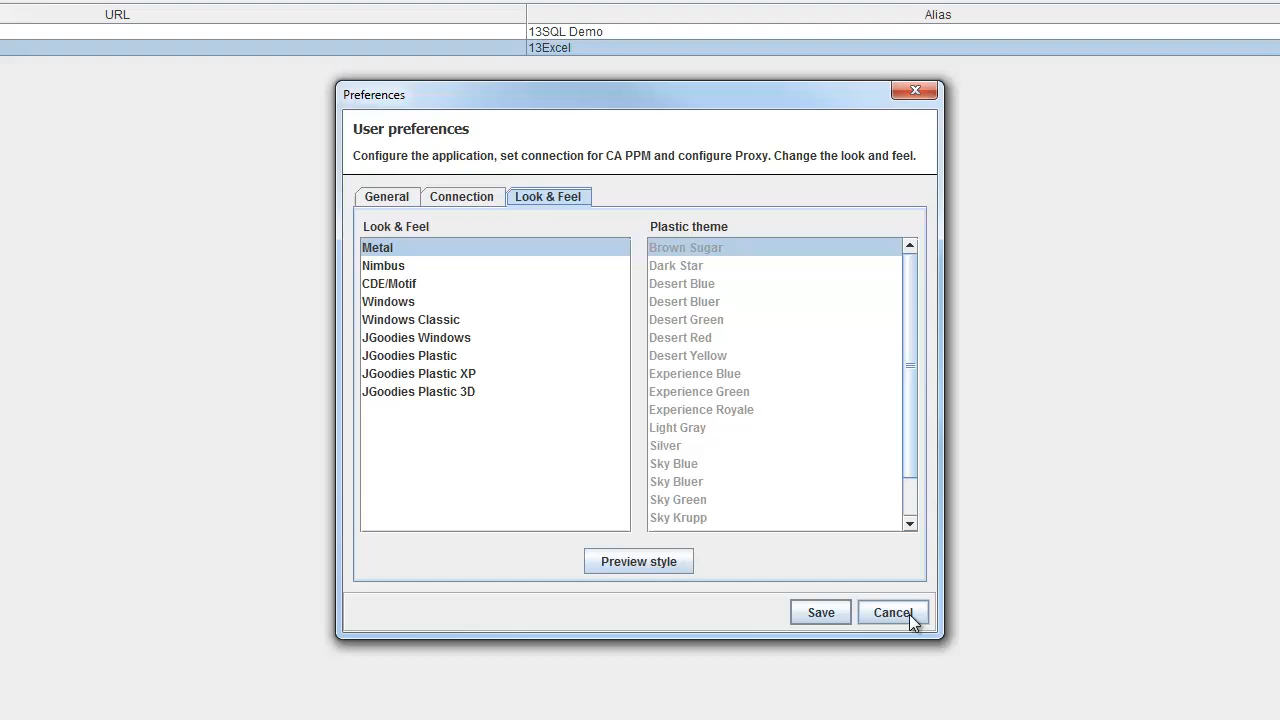 URL
Alias
13SQL Demo
13Excel
Preferences
User preferences
Configure the application, set connection for CA PPM and configure Proxy. Change the look and feel.
General
Connection
Look & Feel
Look & Feel
Metal
Nimbus
CDE/Motif
Windows
Windows Classic
JGoodies Windows
JGoodies Plastic
JGoodies Plastic XP
JGoodies Plastic 3D
Plastic theme
Brown Sugar
Dark Star
Desert Blue
Desert Bluer
Desert Green
Desert Red
Desert Yellow
Experience Blue
Experience Green
Experience Royale
Light Gray
Silver
Sky Blue
Sky Bluer
Sky Green
Sky Krupp
Preview style
Save
Cancel